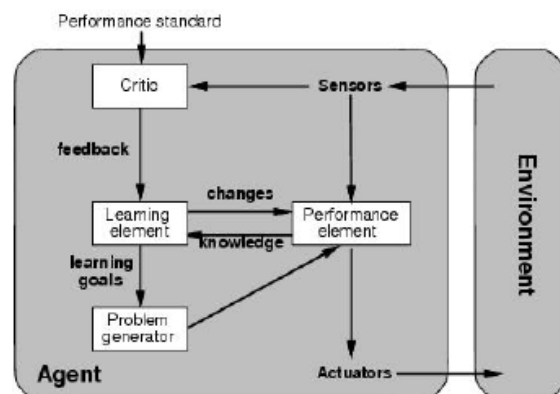 Performance standard
Critic
Sensors
feedback
changes
Learning
element
Performance
element
knowledge
learning
goals
Problem
generator
Agent
Actuators
Environment